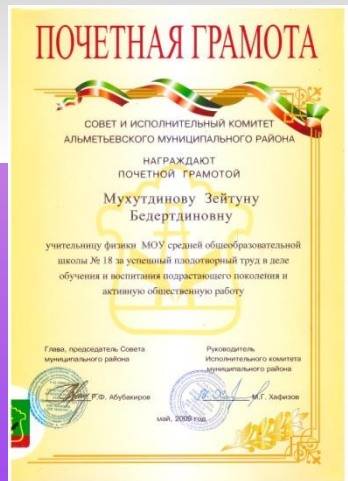 ПОЧЕТНАЯ ГРАМОТА
СОВЕТ И ИСПОЛНИТЕЛЬНЫЙ КОМИТЕТ
АЛЬМЕТЬЕВСКОГО МУНИЦИПАЛЬНОГО РАЙОНА
НАГРАЖДАЮТ
ПОЧЕТНОЙ ГРАМОТОЙ
Мухутдинову Зейтуну
Бедертдиновну
учительницу физики МОУ средней общеобразовательной
школы № 18 за успешный плодотворный труд в деле
обучения и воспитания подрастающего поколения и
активную общественную работу
Глава, председатель Совета
муниципального района
Р.Ф. Абубакиров
Руководитель
Исполнительного комитета
муниципального района
М.Г. Хафизов
май, 2009 год